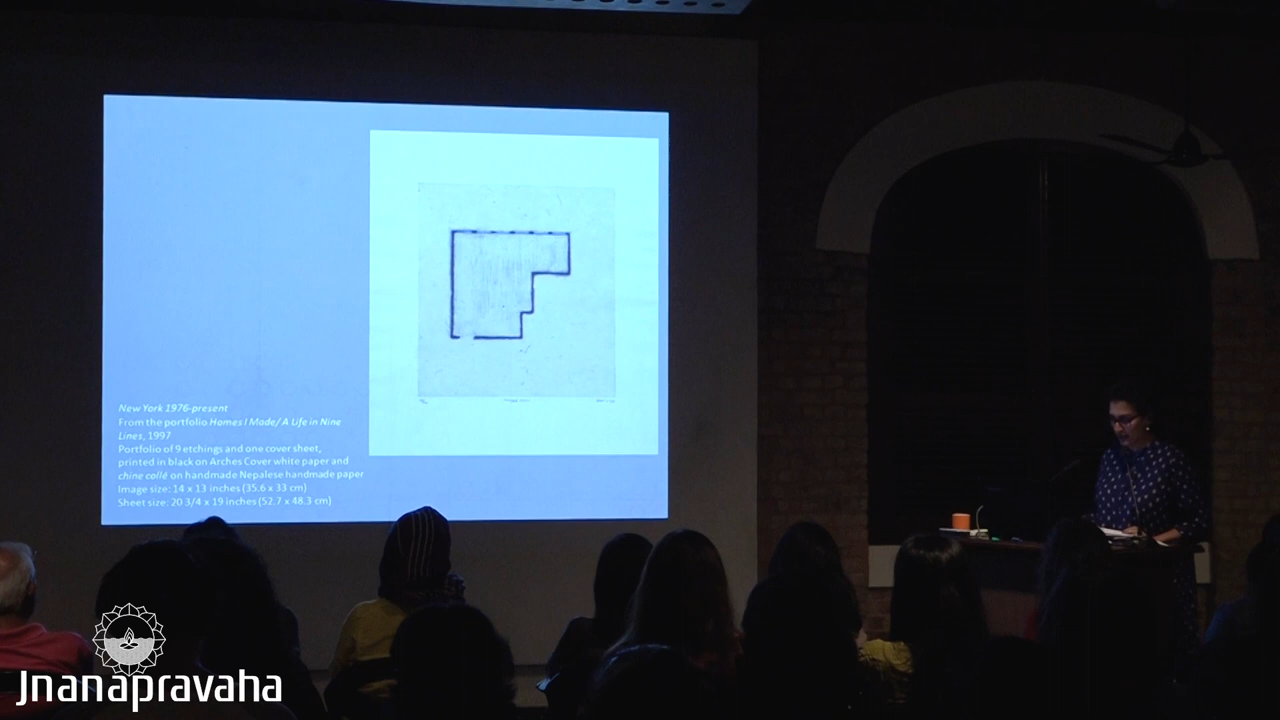 New York 1976-present
From the portfolio Homes I Made/ A Life in Nine
Lines, 1997
Portfolio of 9 etchings and one cover sheet,
printed in black on Arches Cover white paper and
chine collé on handmade Nepalese handmade paper
Image size: 14 x 13 inches (35.6 x 33 cm)
Sheet size: 20 3/4 x 19 inches (52.7 x 48.3 cm)
Jnanapravaha